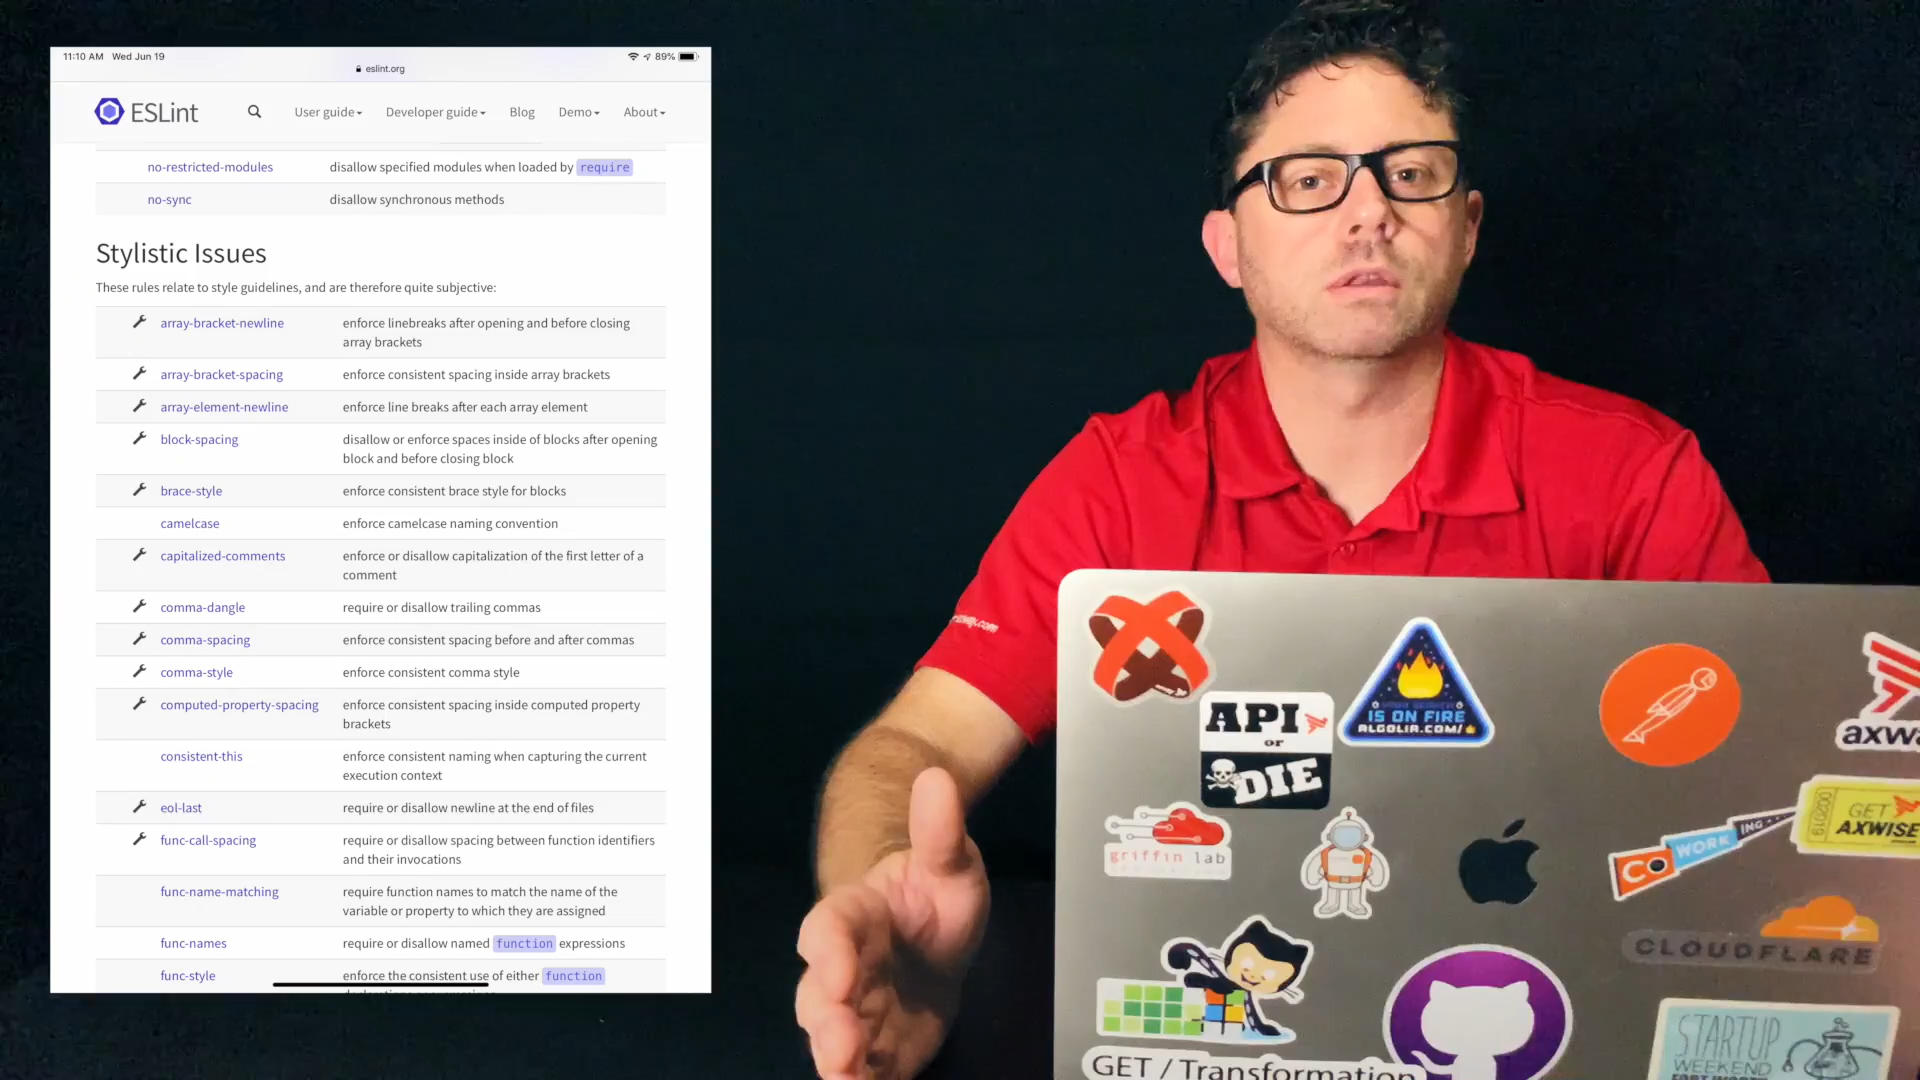 11:10 AM Wed Jun 19
89%
eslint.org
ESLint
User guide
Developer guide
Blog
Demo
About
no-restricted-modules disallow specified modules when loaded by require
no-sync disallow synchronous methods
Stylistic Issues
These rules relate to style guidelines, and are therefore quite subjective:
array-bracket-newline enforce linebreaks after opening and before closing
array brackets
array-bracket-spacing enforce consistent spacing inside array brackets
array-element-newline enforce line breaks after each array element
block-spacing disallow or enforce spaces inside of blocks after opening
block and before closing block
brace-style enforce consistent brace style for blocks
camelcase enforce camelcase naming convention
capitalized-comments enforce or disallow capitalization of the first letter of a
comment
comma-dangle require or disallow trailing commas
comma-spacing enforce consistent spacing before and after commas
comma-style enforce consistent comma style
computed-property-spacing enforce consistent spacing inside computed property
brackets
consistent-this enforce consistent naming when capturing the current
execution context
eol-last require or disallow newline at the end of files
func-call-spacing require or disallow spacing between function identifiers
and their invocations
func-name-matching require function names to match the name of the
variable or property to which they are assigned
func-names require or disallow named function expressions
func-style enforce the consistent use of either function
API
or
DIE
IS ON FIRE
ALGOLIA.COM/
axwa
griffin lab
CO WORK ING
000219
GET
AXWISE
CLOUDFLARE
STARTUP
WEEKEND
GET / Transformation